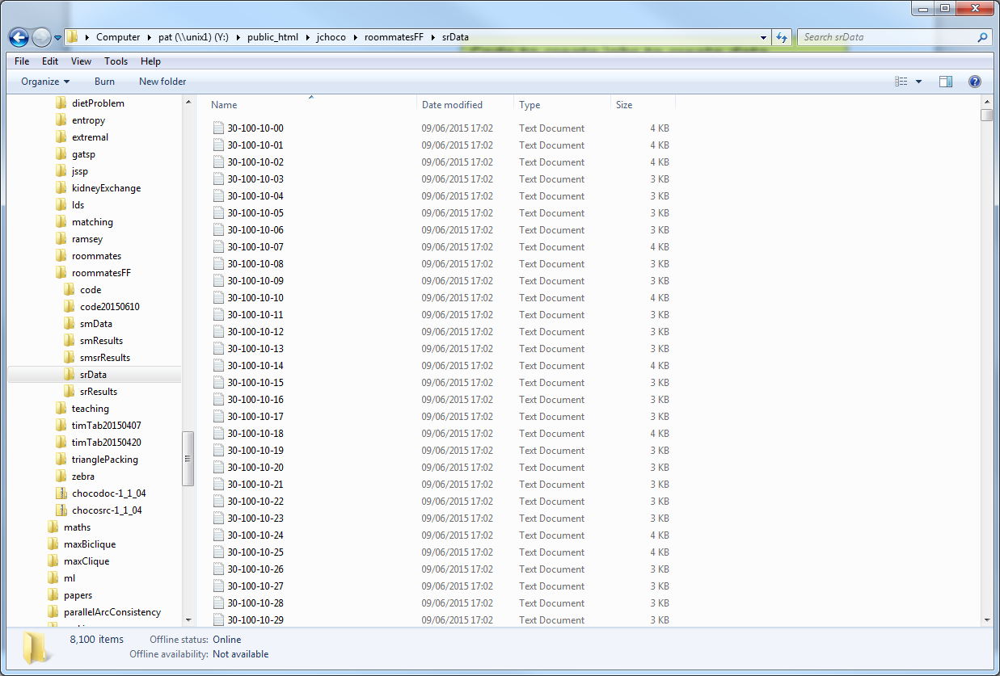 Computer ▸ pat (\\unix1) (Y:) ▸ public_html ▸ jchoco ▸ roommatesFF ▸ srData
Search srData
File Edit View Tools Help
Organize Burn New folder
dietProblem
entropy
extremal
gatsp
jssp
kidneyExchange
lds
matching
ramsey
roommates
roommatesFF
code
code20150610
smData
smResults
smsrResults
srData
srResults
teaching
timTab20150407
timTab20150420
trianglePacking
zebra
chocodoc-1_1_04
chocosrc-1_1_04
maths
maxBiclique
maxClique
ml
papers
parallelArcConsistency
Name Date modified Type Size
30-100-10-00 09/06/2015 17:02 Text Document 4 KB
30-100-10-01 09/06/2015 17:02 Text Document 4 KB
30-100-10-02 09/06/2015 17:02 Text Document 4 KB
30-100-10-03 09/06/2015 17:02 Text Document 3 KB
30-100-10-04 09/06/2015 17:02 Text Document 3 KB
30-100-10-05 09/06/2015 17:02 Text Document 3 KB
30-100-10-06 09/06/2015 17:02 Text Document 3 KB
30-100-10-07 09/06/2015 17:02 Text Document 4 KB
30-100-10-08 09/06/2015 17:02 Text Document 3 KB
30-100-10-09 09/06/2015 17:02 Text Document 3 KB
30-100-10-10 09/06/2015 17:02 Text Document 4 KB
30-100-10-11 09/06/2015 17:02 Text Document 3 KB
30-100-10-12 09/06/2015 17:02 Text Document 3 KB
30-100-10-13 09/06/2015 17:02 Text Document 3 KB
30-100-10-14 09/06/2015 17:02 Text Document 4 KB
30-100-10-15 09/06/2015 17:02 Text Document 3 KB
30-100-10-16 09/06/2015 17:02 Text Document 3 KB
30-100-10-17 09/06/2015 17:02 Text Document 3 KB
30-100-10-18 09/06/2015 17:02 Text Document 4 KB
30-100-10-19 09/06/2015 17:02 Text Document 3 KB
30-100-10-20 09/06/2015 17:02 Text Document 3 KB
30-100-10-21 09/06/2015 17:02 Text Document 3 KB
30-100-10-22 09/06/2015 17:02 Text Document 3 KB
30-100-10-23 09/06/2015 17:02 Text Document 3 KB
30-100-10-24 09/06/2015 17:02 Text Document 4 KB
30-100-10-25 09/06/2015 17:02 Text Document 4 KB
30-100-10-26 09/06/2015 17:02 Text Document 3 KB
30-100-10-27 09/06/2015 17:02 Text Document 3 KB
30-100-10-28 09/06/2015 17:02 Text Document 3 KB
30-100-10-29 09/06/2015 17:02 Text Document 3 KB
8,100 items Offline status: Online
Offline availability: Not available